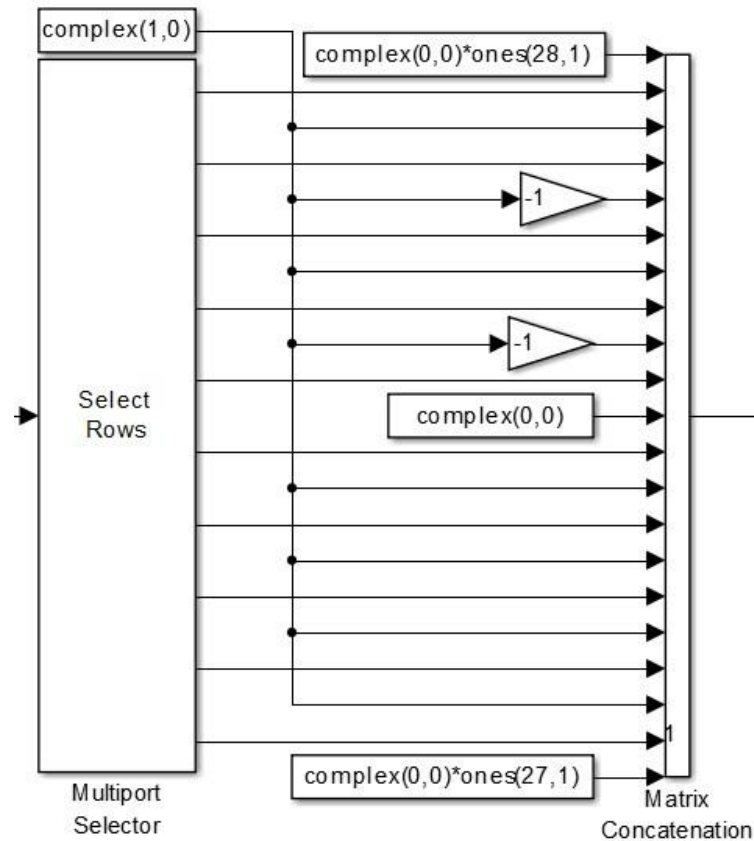 complex(1,0)
complex(0,0)*ones(28,1)
-1
-1
Select
Rows
complex(0,0)
1
complex(0,0)*ones(27,1)
Multiport
Selector
Matrix
Concatenation